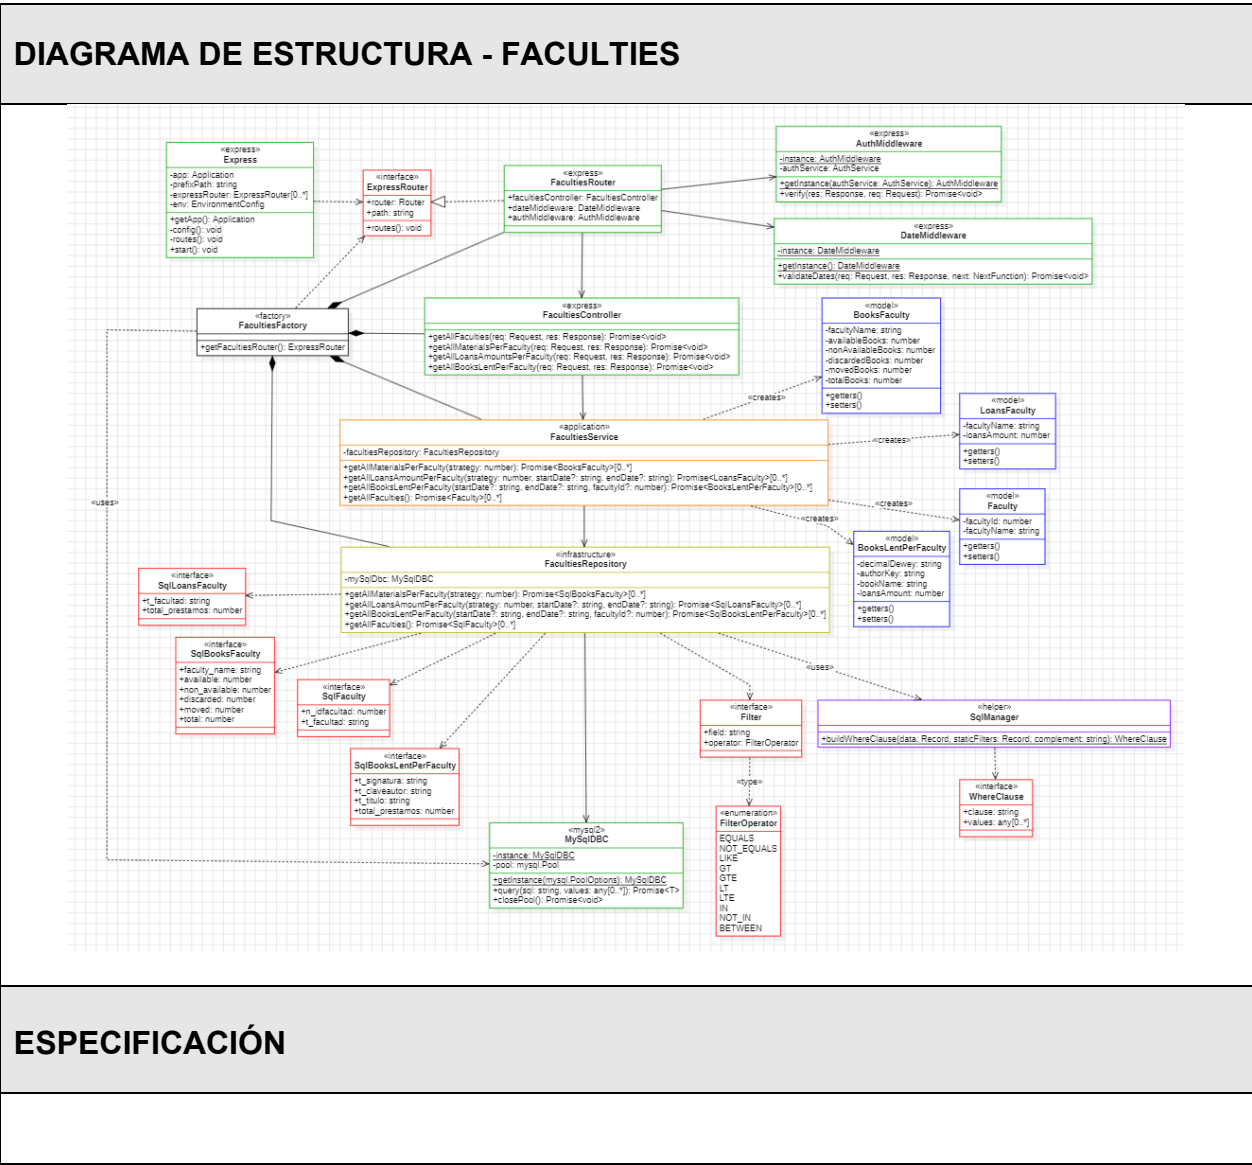 DIAGRAMA DE ESTRUCTURA - FACULTIES
«express»
Express
-app: Application
-prefixPath: string
-expressRouter: ExpressRouter[0..*]
-env: EnvironmentConfig
+getApp(): Application
-config(): void
-routes(): void
+start(): void
«interface»
ExpressRouter
+router: Router
+path: string
+routes(): void
«express»
FacultiesRouter
+facultiesController: FacultiesController
+dateMiddleware: DateMiddleware
+authMiddleware: AuthMiddleware
«express»
AuthMiddleware
-instance: AuthMiddleware
-authService: AuthService
+getInstance(authService: AuthService): AuthMiddleware
+verify(res: Response, req: Request): Promise<void>
«express»
DateMiddleware
-instance: DateMiddleware
+getInstance(): DateMiddleware
+validateDates(req: Request, res: Response, next: NextFunction): Promise<void>
«factory»
FacultiesFactory
+getFacultiesRouter(): ExpressRouter
«express»
FacultiesController
+getAllFaculties(req: Request, res: Response): Promise<void>
+getAllMaterialsPerFaculty(req: Request, res: Response): Promise<void>
+getAllLoansAmountsPerFaculty(req: Request, res: Response): Promise<void>
+getAllBooksLentPerFaculty(req: Request, res: Response): Promise<void>
«model»
BooksFaculty
-facultyName: string
-availableBooks: number
-nonAvailableBooks: number
-discardedBooks: number
-movedBooks: number
-totalBooks: number
+getters()
+setters()
«creates»
«model»
LoansFaculty
-facultyName: string
-loansAmount: number
+getters()
+setters()
«application»
FacultiesService
-facultiesRepository: FacultiesRepository
+getAllMaterialsPerFaculty(strategy: number): Promise<BooksFaculty>[0..*]
+getAllLoansAmountPerFaculty(strategy: number, startDate?: string, endDate?: string): Promise<LoansFaculty>[0..*]
+getAllBooksLentPerFaculty(startDate?: string, endDate?: string, facultyId?: number): Promise<BooksLentPerFaculty>[0..*]
+getAllFaculties(): Promise<Faculty>[0..*]
«creates»
«creates»
«model»
Faculty
-facultyId: number
-facultyName: string
+getters()
+setters()
«uses»
«creates»
«model»
BooksLentPerFaculty
-decimalDewey: string
-authorKey: string
-bookName: string
-loansAmount: number
+getters()
+setters()
«infrastructure»
FacultiesRepository
-mySqlDbc: MySqlDBC
+getAllMaterialsPerFaculty(strategy: number): Promise<SqlBooksFaculty>[0..*]
+getAllLoansAmountPerFaculty(strategy: number, startDate?: string, endDate?: string): Promise<SqlLoansFaculty>[0..*]
+getAllBooksLentPerFaculty(startDate?: string, endDate?: string, facultyId?: number): Promise<SqlBooksLentPerFaculty>[0..*]
+getAllFaculties(): Promise<SqlFaculty>[0..*]
«interface»
SqlLoansFaculty
+t_facultad: string
+total_prestamos: number
«interface»
SqlBooksFaculty
+faculty_name: string
+available: number
+non_available: number
+discarded: number
+moved: number
+total: number
«interface»
SqlFaculty
+n_idfacultad: number
+t_facultad: string
«interface»
SqlBooksLentPerFaculty
+t_signatura: string
+t_claveautor: string
+t_titulo: string
+total_prestamos: number
«uses»
«interface»
Filter
+field: string
+operator: FilterOperator
«helper»
SqlManager
+buildWhereClause(data: Record, staticFilters: Record, complement: string): WhereClause
«type»
«interface»
WhereClause
+clause: string
+values: any[0..*]
«enumeration»
FilterOperator
EQUALS
NOT_EQUALS
LIKE
GT
GTE
LT
LTE
IN
NOT_IN
BETWEEN
«mysql2»
MySqlDBC
-instance: MySqlDBC
-pool: mysql.Pool
+getInstance(mysql.PoolOptions): MySqlDBC
+query(sql: string, values: any[0..*]): Promise<T>
+closePool(): Promise<void>
ESPECIFICACIÓN